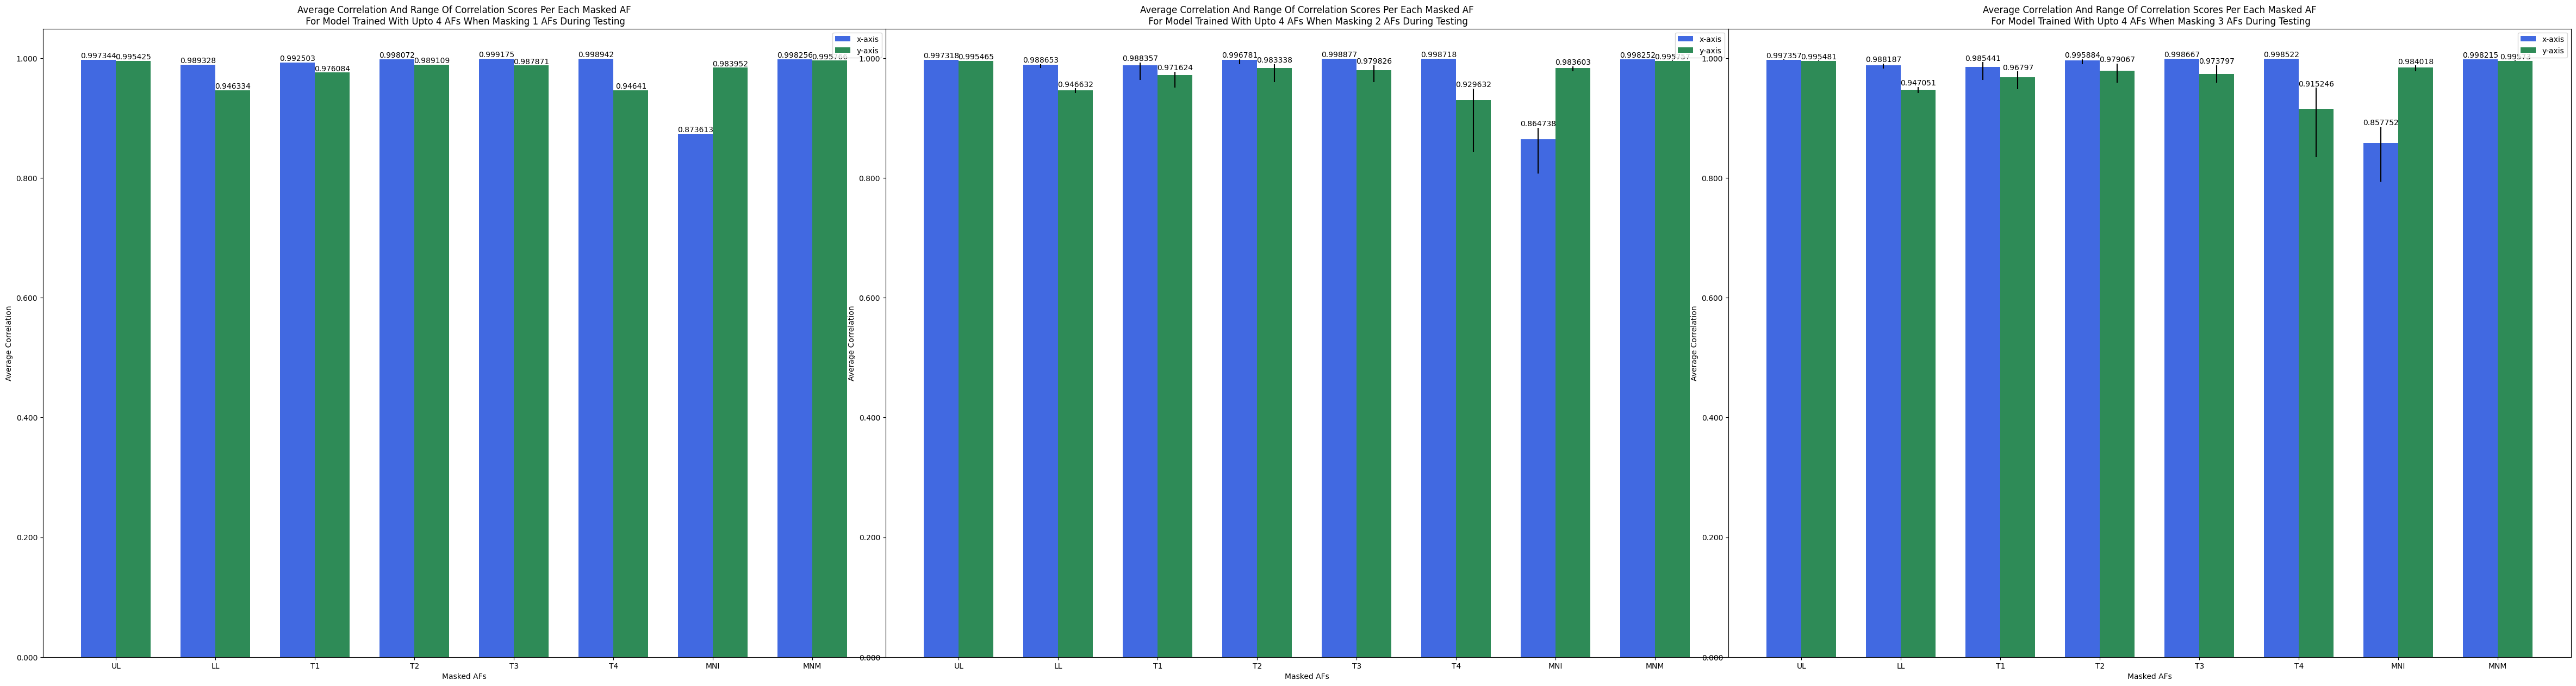 Average Correlation And Range Of Correlation Scores Per Each Masked AF
For Model Trained With Upto 4 AFs When Masking 1 AFs During Testing
x-axis
y-axis
1.000
0.800
0.600
0.400
0.200
0.000
Average Correlation
0.997344 0.995425
0.989328 0.946334
0.992503 0.976084
0.998072 0.989109
0.999175 0.987871
0.998942 0.94641
0.873613 0.983952
0.998256
UL LL T1 T2 T3 T4 MNI MNM
Masked AFs
Average Correlation And Range Of Correlation Scores Per Each Masked AF
For Model Trained With Upto 4 AFs When Masking 2 AFs During Testing
x-axis
y-axis
1.000
0.800
0.600
0.400
0.200
0.000
Average Correlation
0.997318 0.995465
0.988653 0.946632
0.988357 0.971624
0.996781 0.983338
0.998877 0.979826
0.998718 0.929632
0.864738 0.983603
0.998252
UL LL T1 T2 T3 T4 MNI MNM
Masked AFs
Average Correlation And Range Of Correlation Scores Per Each Masked AF
For Model Trained With Upto 4 AFs When Masking 3 AFs During Testing
x-axis
y-axis
1.000
0.800
0.600
0.400
0.200
0.000
Average Correlation
0.997357 0.995481
0.988187 0.947051
0.985441 0.96797
0.995884 0.979067
0.998667 0.973797
0.998522 0.915246
0.857752 0.984018
0.998215
UL LL T1 T2 T3 T4 MNI MNM
Masked AFs